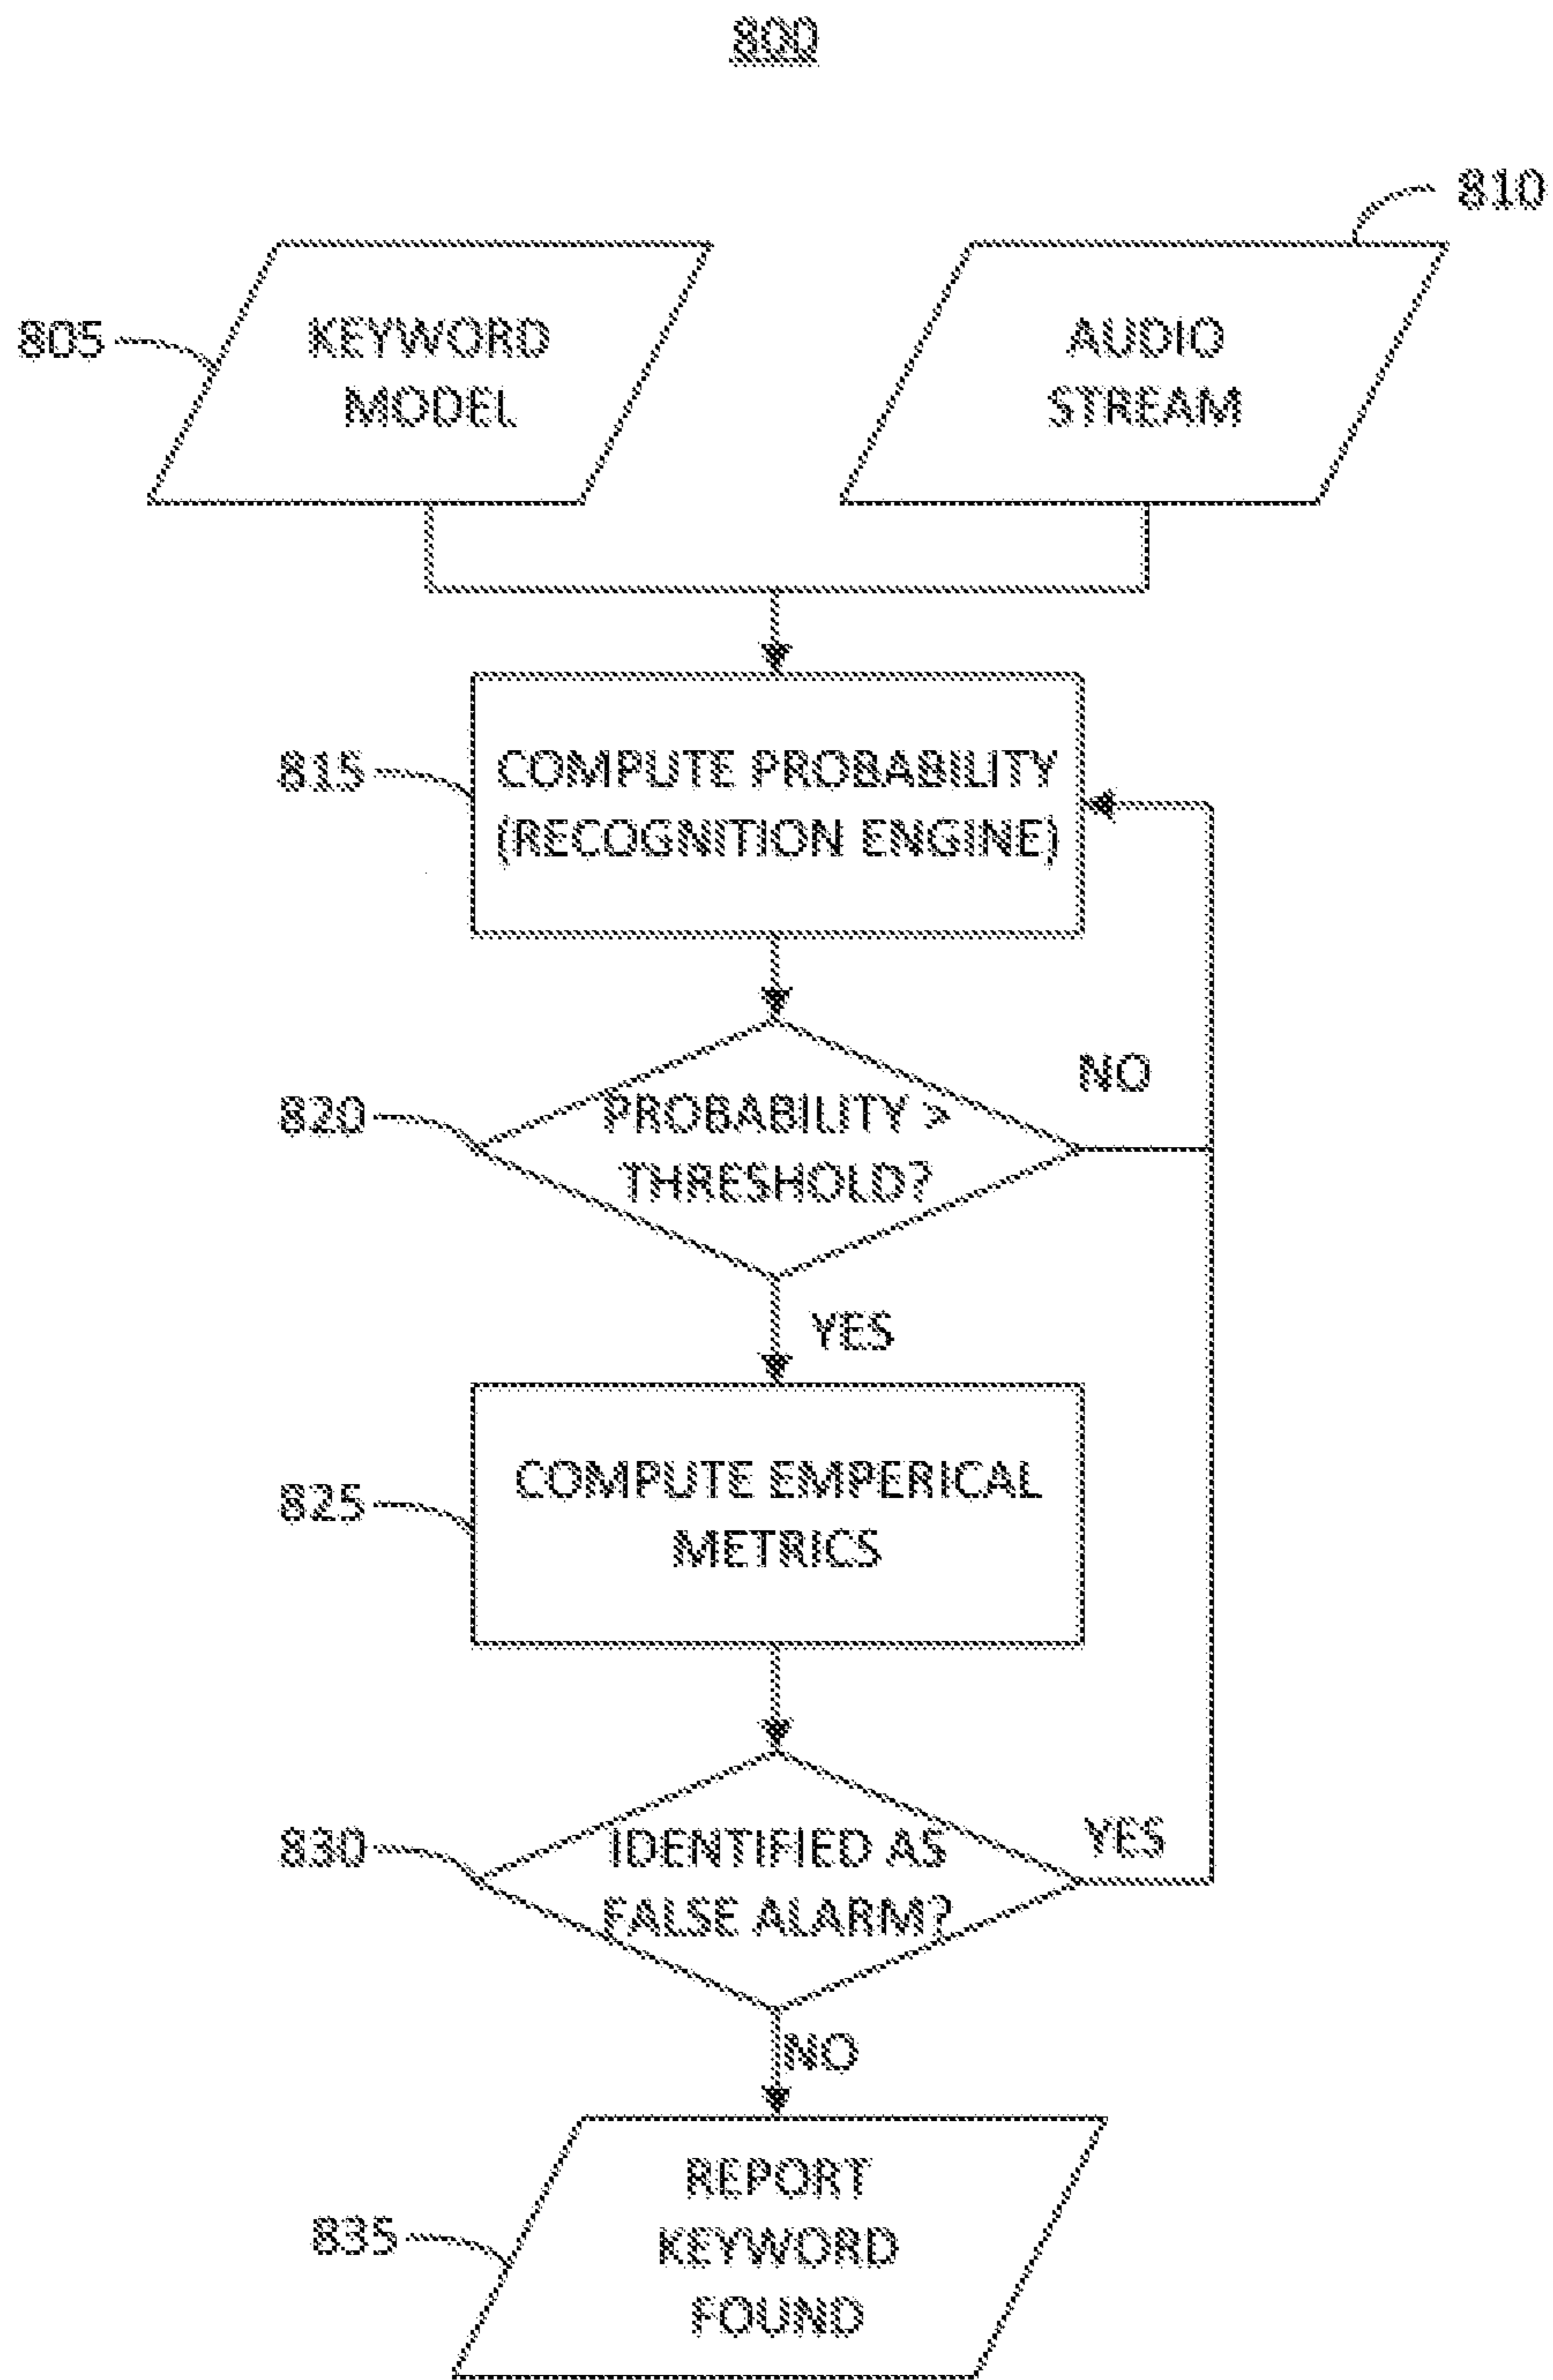 800
810
805
KEYWORD
MODEL
AUDIO
STREAM
815
COMPUTE PROBABILITY
(RECOGNITION ENGINE)
NO
820
PROBABILITY >
THRESHOLD?
YES
825
COMPUTE EMPERICAL
METRICS
830
IDENTIFIED AS
FALSE ALARM?
YES
NO
835
REPORT
KEYWORD
FOUND